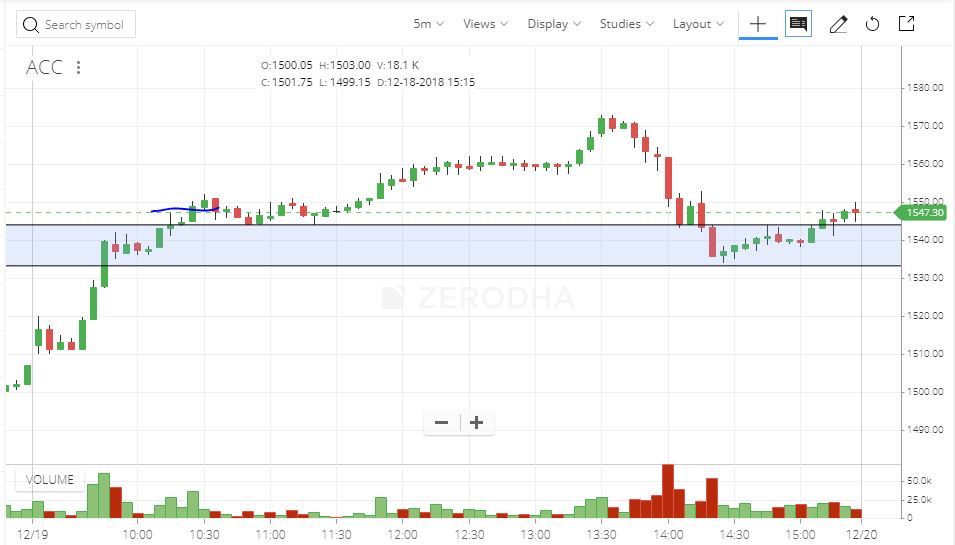 Search symbol 5m Views Display Studies Layout
ACC
O:1500.05 H:1503.00 V:18.1 K
C:1501.75 L: 1499.15 D:12-18-2018 15:15
1580.00
1570.00
1560.00
1550.00
1547.30
1540.00
1530.00
ZERODHA
1520.00
1510.00
1500.00
1490.00
VOLUME
50.0k
25.0k
0
12/19 10:00 10:30 11:00 11:30 12:00 12:30 13:00 13:30 14:00 14:30 15:00 12/20